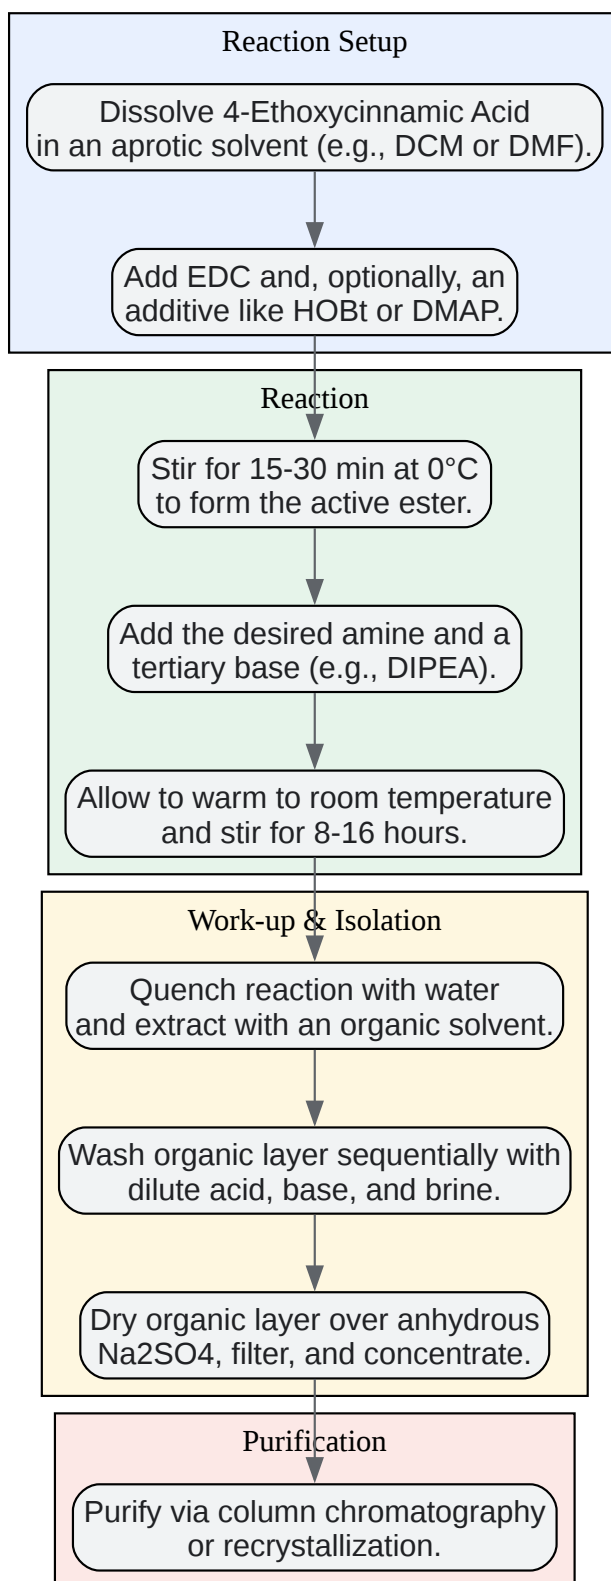 Reaction Setup
Dissolve 4-Ethoxycinnamic Acid
in an aprotic solvent (e.g., DCM or DMF).
Add EDC and, optionally, an
additive like HOBt or DMAP.
Reaction
Stir for 15-30 min at 0°C
to form the active ester.
Add the desired amine and a
tertiary base (e.g., DIPEA).
Allow to warm to room temperature
and stir for 8-16 hours.
Work-up & Isolation
Quench reaction with water
and extract with an organic solvent.
Wash organic layer sequentially with
dilute acid, base, and brine.
Dry organic layer over anhydrous
Na2SO4, filter, and concentrate.
Purification
Purify via column chromatography
or recrystallization.